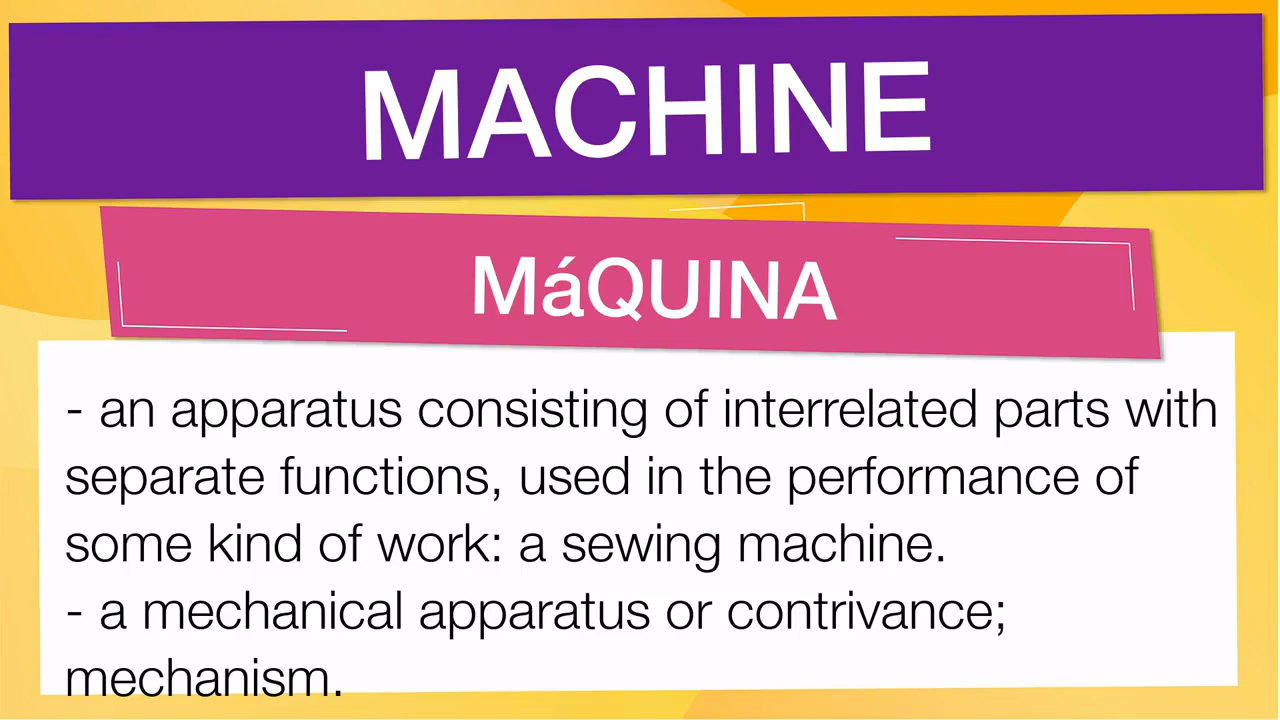 MACHINE
MáQUINA
- an apparatus consisting of interrelated parts with
separate functions, used in the performance of
some kind of work: a sewing machine.
- a mechanical apparatus or contrivance;
mechanism.